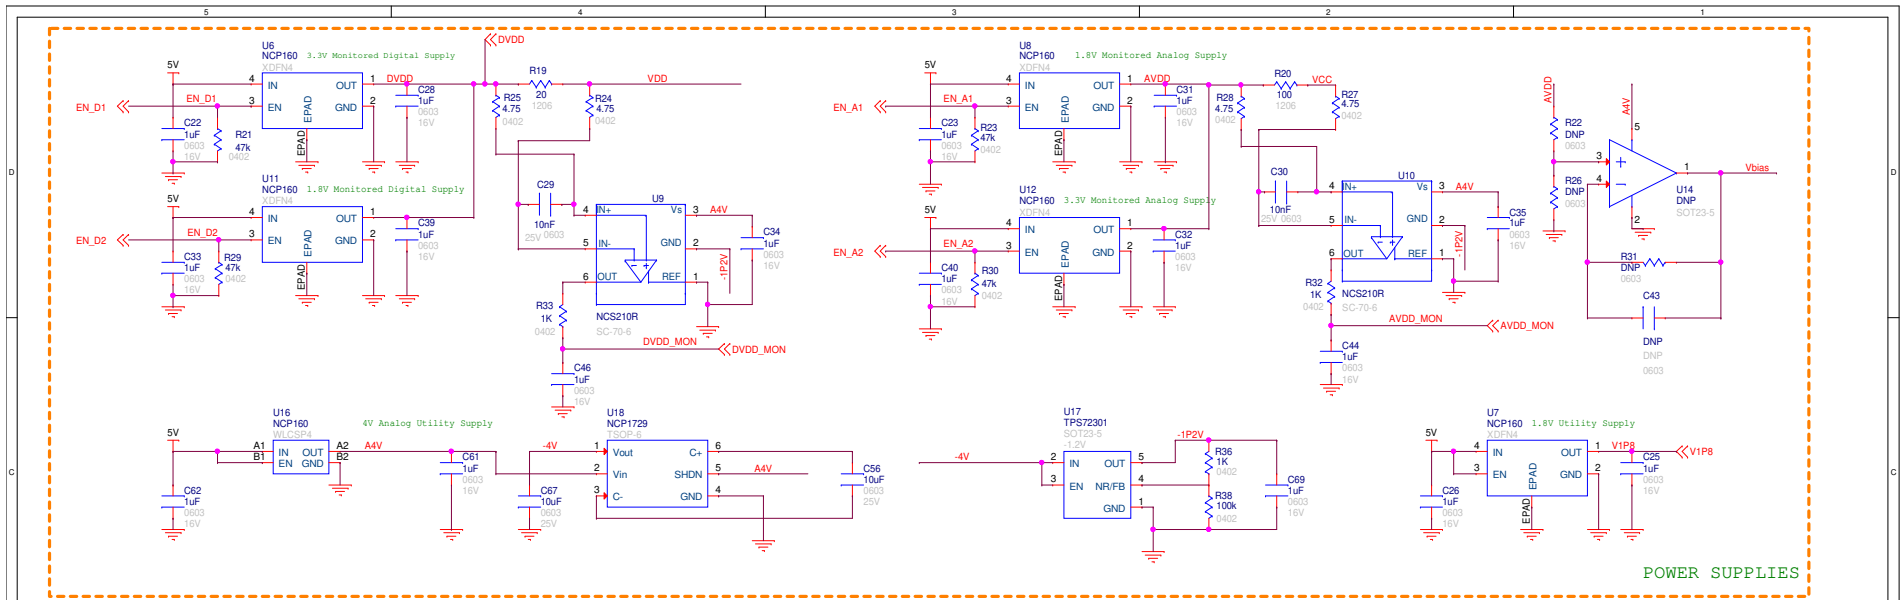 5 4 3 2 1
D
C
D
C
U6
NCP160
XDFN4
3.3V Monitored Digital Supply
5V
4 IN OUT 1
3 EN GND 2
EPAD
EPAD
EN_D1
EN_D1
DVDD
DVDD
C22
1uF
0603
16V
R21
47k
0402
C28
1uF
0603
16V
R25
4.75
0402
R19
20
1206
R24
4.75
0402
VDD
U11
NCP160
XDFN4
1.8V Monitored Digital Supply
5V
4 IN OUT 1
3 EN GND 2
EPAD
EPAD
EN_D2
EN_D2
C33
1uF
0603
16V
R29
47k
0402
C39
1uF
0603
16V
C29
10nF
25V 0603
U9
4 IN+ Vs 3
5 IN- GND 2
6 OUT REF 1
- +
NCS210R
SC-70-6
A4V
-1P2V
C34
1uF
0603
16V
R33
1K
0402
DVDD_MON
DVDD_MON
C46
1uF
0603
16V
U8
NCP160
XDFN4
1.8V Monitored Analog Supply
5V
4 IN OUT 1
3 EN GND 2
EPAD
EPAD
EN_A1
EN_A1
AVDD
C23
1uF
0603
16V
R23
47k
0402
C31
1uF
0603
16V
R28
4.75
0402
R20
100
1206
VCC
R27
4.75
0402
U12
NCP160
XDFN4
3.3V Monitored Analog Supply
5V
4 IN OUT 1
3 EN GND 2
EPAD
EPAD
EN_A2
EN_A2
C40
1uF
0603
16V
R30
47k
0402
C32
1uF
0603
16V
C30
10nF
25V 0603
U10
4 IN+ Vs 3
5 IN- GND 2
6 OUT REF 1
- +
NCS210R
SC-70-6
A4V
-1P2V
C35
1uF
0603
16V
R32
1K
0402
AVDD_MON
AVDD_MON
C44
1uF
0603
16V
AVDD
A4V
R22
DNP
0603
R26
DNP
0603
5
3 +
4 -
1
2
U14
DNP
SOT23-5
Vbias
R31
DNP
0603
C43
DNP
DNP
0603
U16
NCP160
WLCSP4
4V Analog Utility Supply
5V
A1 IN OUT A2
B1 EN GND B2
A4V
C62
1uF
0603
16V
C61
1uF
0603
16V
U18
NCP1729
TSOP-6
-4V
1 Vout C+ 6
2 Vin SHDN 5
3 C- GND 4
A4V
C67
10uF
0603
25V
C56
10uF
0603
25V
U17
TPS72301
SOT23-5
-1.2V
-4V
2 IN OUT 5
3 EN NR/FB 4
GND 1
-1P2V
R36
1K
0402
R38
100k
0402
C69
1uF
0603
16V
U7
NCP160
XDFN4
1.8V Utility Supply
5V
4 IN OUT 1
3 EN GND 2
EPAD
EPAD
V1P8
V1P8
C26
1uF
0603
16V
C25
1uF
0603
16V
POWER SUPPLIES